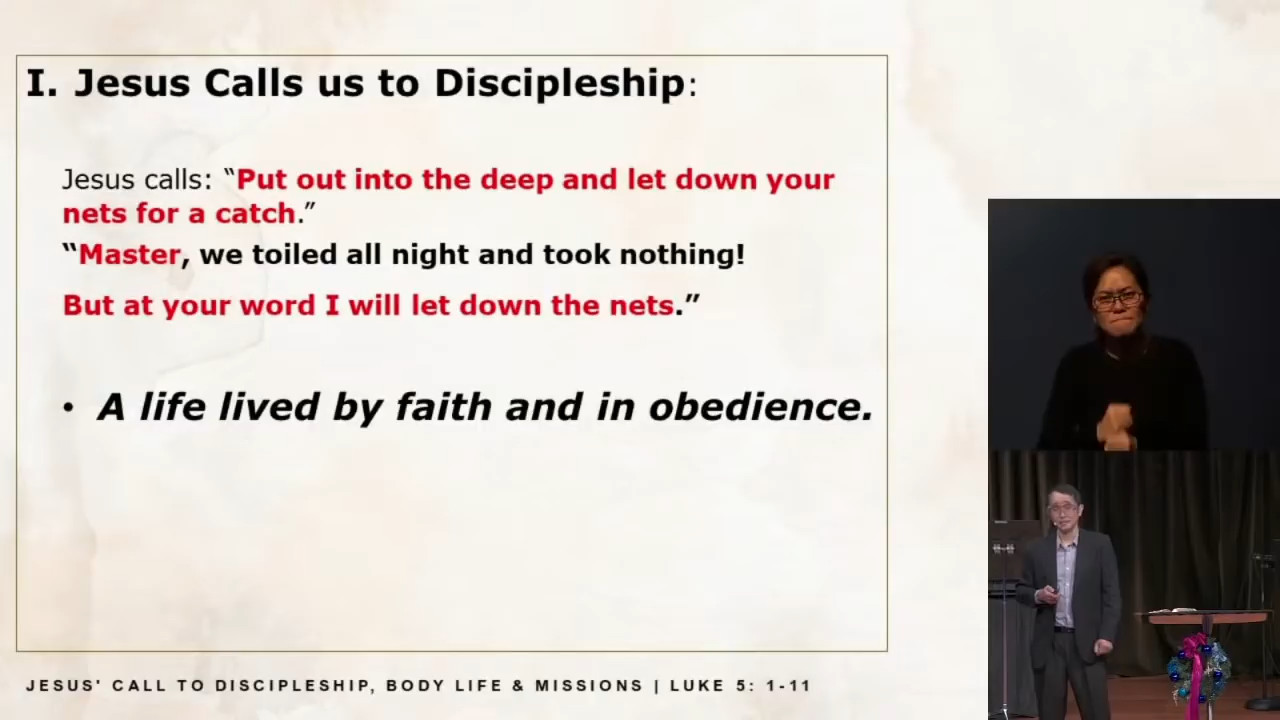 I. Jesus Calls us to Discipleship:
Jesus calls: “Put out into the deep and let down your
nets for a catch.”
“Master, we toiled all night and took nothing!
But at your word I will let down the nets.”
• A life lived by faith and in obedience.
JESUS' CALL TO DISCIPLESHIP, BODY LIFE & MISSIONS | LUKE 5: 1-11